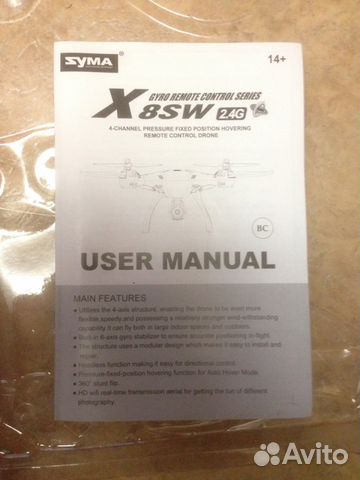 SYMA
14+
GYRO REMOTE CONTROL SERIES
X8SW 2.4G
4-CHANNEL PRESSURE FIXED POSITION HOVERING
REMOTE CONTROL DRONE
BC
USER MANUAL
MAIN FEATURES
● Utilizes the 4-axis structure, enabling the drone to be even more
flexible,speedy,and possessing a relatively stronger wind-withstanding
capability.It can fly both in large indoor spaces and outdoors.
● Built-in 6-axis gyro stabilizer to ensure accurate positioning in-flight.
● The structure uses a modular design which makes it easy to install and
repair.
● Headless function making it easy for directional control.
● Pressure-fixed-position hovering function for Auto Hover Mode.
● 360° stunt flip.
● HD wifi real-time transmission aerial for getting the fun of different
photography.
Avito